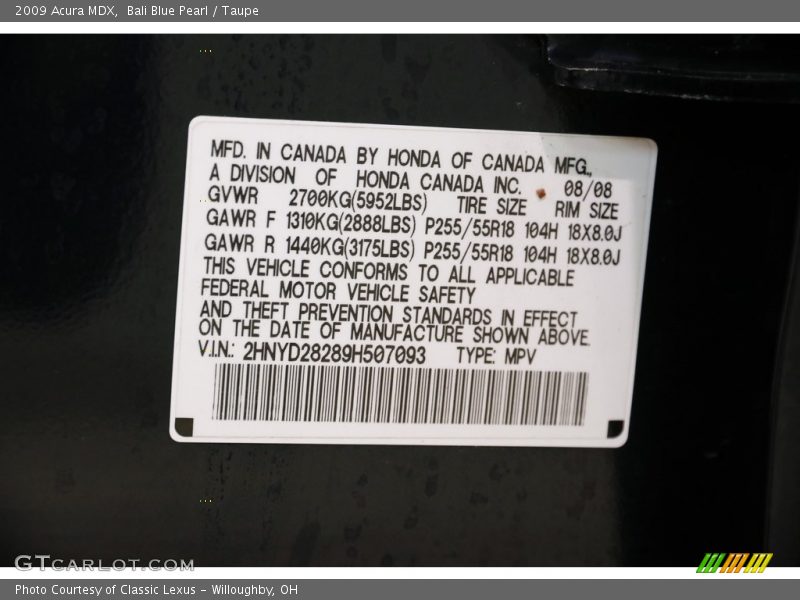 2009 Acura MDX,  Bali Blue Pearl / Taupe
MFD. IN CANADA BY HONDA OF CANADA MFG.,
A DIVISION OF HONDA CANADA INC. 08/08
GVWR 2700KG(5952LBS) TIRE SIZE RIM SIZE
GAWR F 1310KG(2888LBS) P255/55R18 104H 18X8.0J
GAWR R 1440KG(3175LBS) P255/55R18 104H 18X8.0J
THIS VEHICLE CONFORMS TO ALL APPLICABLE
FEDERAL MOTOR VEHICLE SAFETY
AND THEFT PREVENTION STANDARDS IN EFFECT
ON THE DATE OF MANUFACTURE SHOWN ABOVE.
V.I.N.: 2HNYD28289H507093 TYPE: MPV
GTCARLOT.COM
Photo Courtesy of Classic Lexus - Willoughby, OH